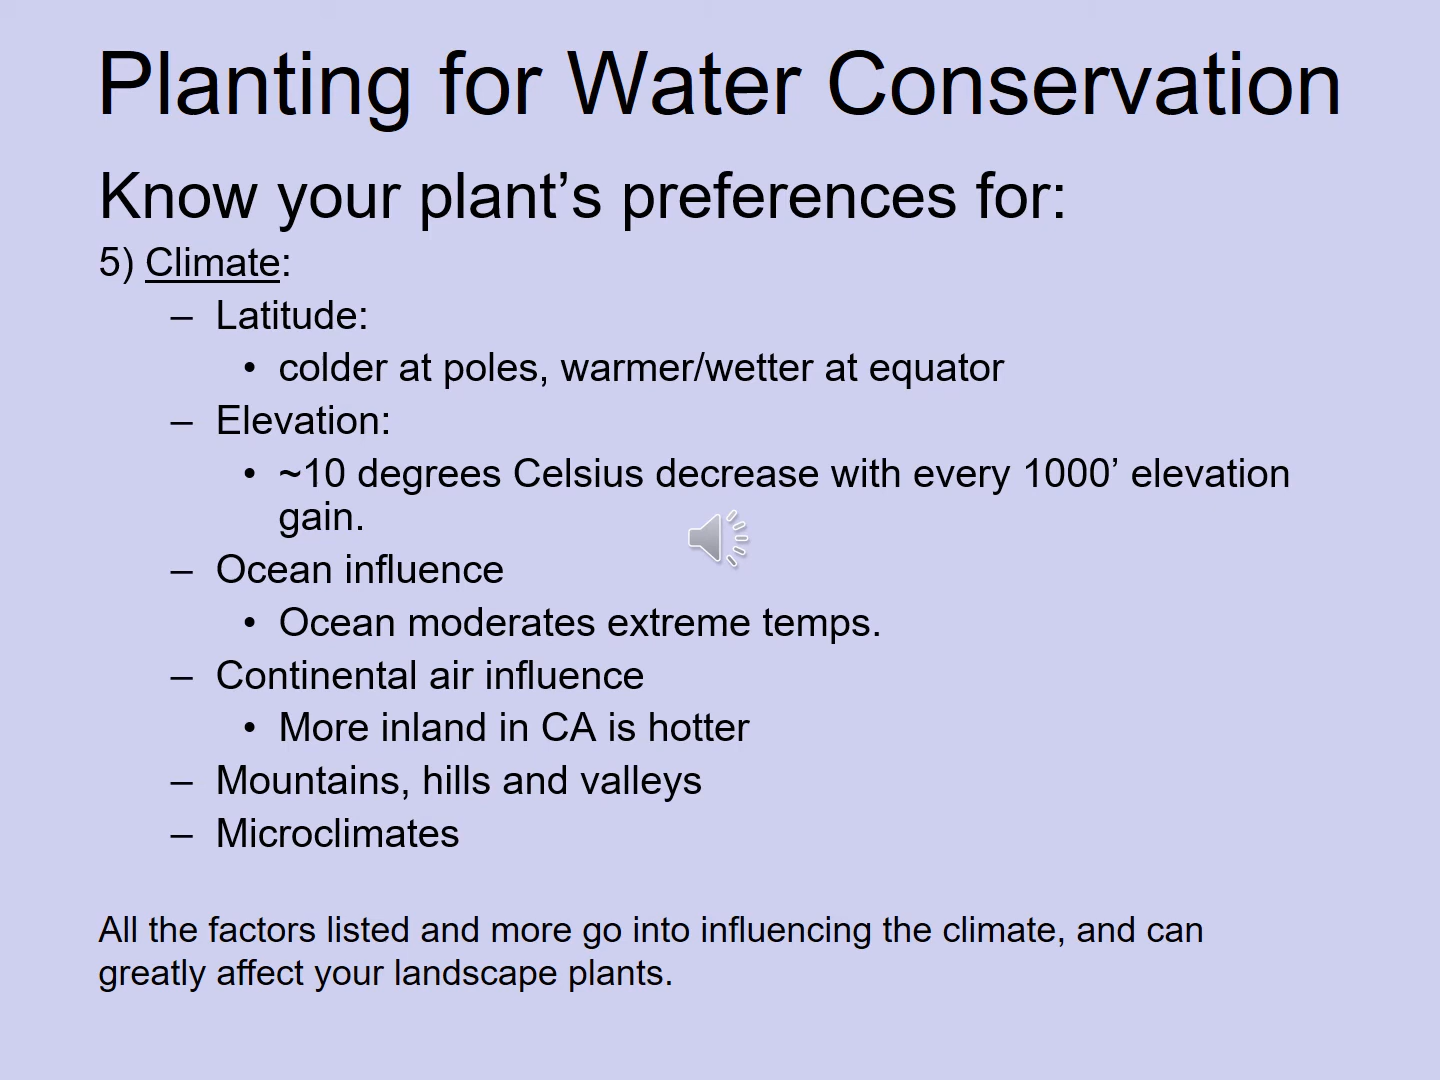 Planting for Water Conservation
Know your plant’s preferences for:
5) Climate:
– Latitude:
• colder at poles, warmer/wetter at equator
– Elevation:
• ~10 degrees Celsius decrease with every 1000’ elevation
gain.
– Ocean influence
• Ocean moderates extreme temps.
– Continental air influence
• More inland in CA is hotter
– Mountains, hills and valleys
– Microclimates
All the factors listed and more go into influencing the climate, and can
greatly affect your landscape plants.